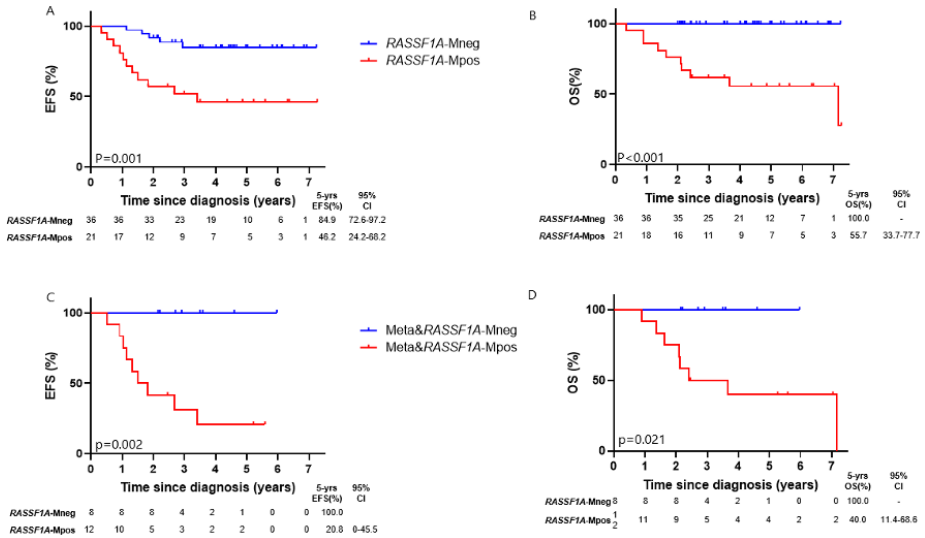 A
100
50
0
EFS (%)
P=0.001
0 1 2 3 4 5 6 7
Time since diagnosis (years)
5-yrs 95%
EFS(%) CI
RASSF1A-Mneg 36 36 33 23 19 10 6 1 84.9 72.6-97.2
RASSF1A-Mpos 21 17 12 9 7 5 3 1 46.2 24.2-68.2
RASSF1A-Mneg
RASSF1A-Mpos
B
100
50
0
OS(%)
P<0.001
0 1 2 3 4 5 6 7
Time since diagnosis (years)
5-yrs 95%
OS(%) CI
RASSF1A-Mneg 36 36 35 25 21 12 7 1 100.0 -
RASSF1A-Mpos 21 18 16 11 9 7 5 3 55.7 33.7-77.7
C
100
50
0
EFS (%)
p=0.002
0 1 2 3 4 5 6 7
Time since diagnosis (years)
5-yrs 95%
EFS(%) CI
RASSF1A-Mneg 8 8 8 4 2 1 0 0 100.0
RASSF1A-Mpos 12 10 5 3 2 2 0 0 20.8 0-45.5
Meta&RASSF1A-Mneg
Meta&RASSF1A-Mpos
D
100
50
0
OS (%)
p=0.021
0 1 2 3 4 5 6 7
Time since diagnosis (years)
5-yrs 95%
OS(%) CI
RASSF1A-Mneg 8 8 8 4 2 1 0 0 100.0 -
RASSF1A-Mpos 12 11 9 5 4 4 2 2 40.0 11.4-68.6